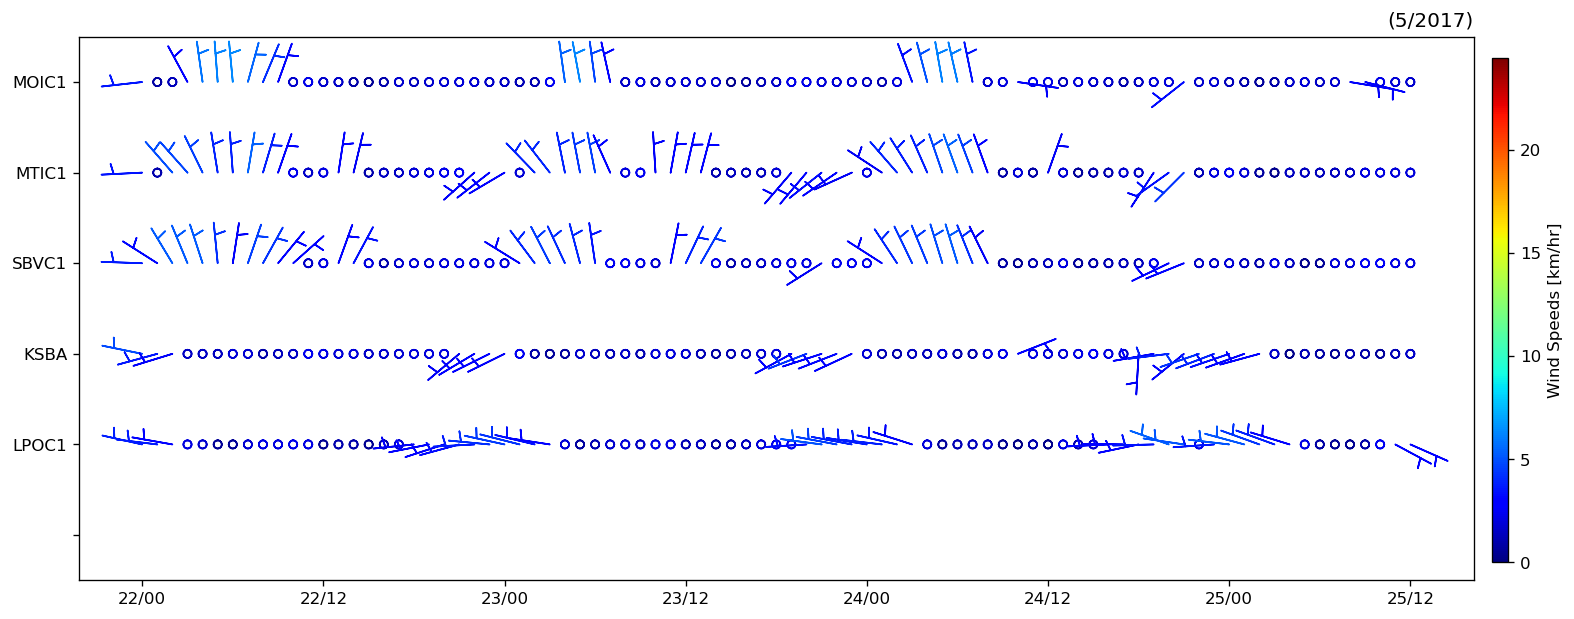 (5/2017)
MOIC1
MTIC1
SBVC1
KSBA
LPOC1
22/00 22/12 23/00 23/12 24/00 24/12 25/00 25/12
20
15
10
5
0
Wind Speeds [km/hr]